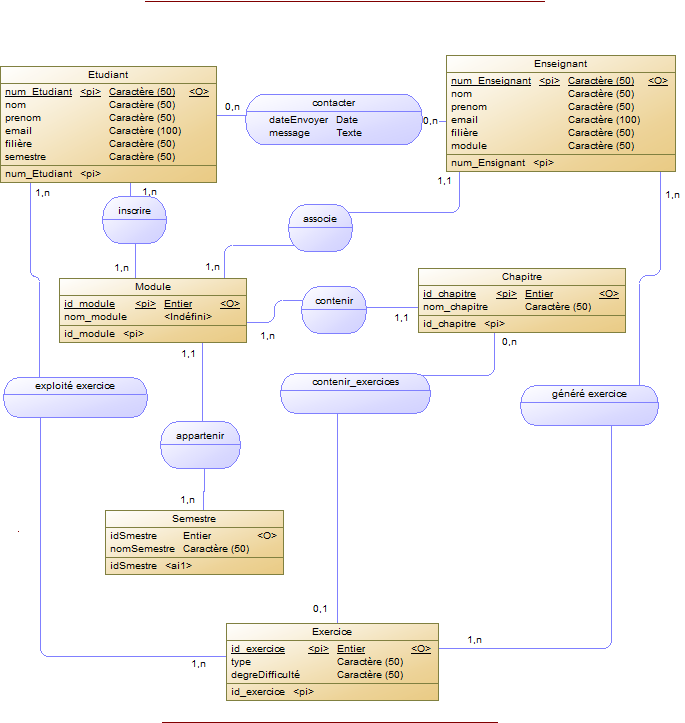 Etudiant
num_Etudiant <pi> Caractère (50) <O>
nom Caractère (50)
prenom Caractère (50)
email Caractère (100)
filière Caractère (50)
semestre Caractère (50)
num_Etudiant <pi>
0,n
contacter
dateEnvoyer Date
message Texte
0,n
Enseignant
num_Enseignant <pi> Caractère (50) <O>
nom Caractère (50)
prenom Caractère (50)
email Caractère (100)
filière Caractère (50)
module Caractère (50)
num_Ensignant <pi>
1,n
1,n
1,1
1,n
inscrire
associe
1,n
1,n
Module
id_module <pi> Entier <O>
nom_module <Indéfini>
id_module <pi>
contenir
1,n
1,1
Chapitre
id_chapitre <pi> Entier <O>
nom_chapitre Caractère (50)
id_chapitre <pi>
1,1
0,n
exploité exercice
contenir_exercices
généré exercice
appartenir
1,n
Semestre
idSmestre Entier <O>
nomSemestre Caractère (50)
idSmestre <ai1>
0,1
1,n
1,n
Exercice
id_exercice <pi> Entier <O>
type Caractère (50)
degreDifficulté Caractère (50)
id_exercice <pi>